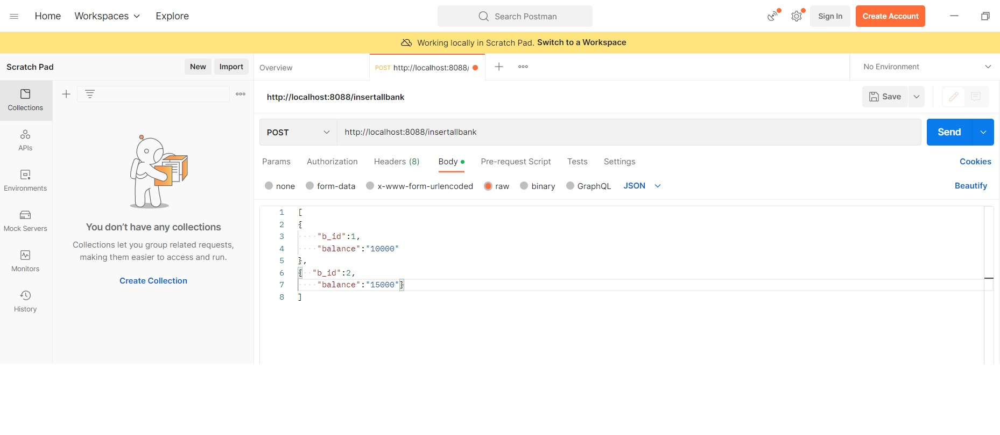 Home Workspaces Explore Search Postman Sign In Create Account
Working locally in Scratch Pad. Switch to a Workspace
Scratch Pad New Import
Overview POST http://localhost:8088/ No Environment
Collections
APIs
Environments
Mock Servers
Monitors
History
You don’t have any collections
Collections let you group related requests,
making them easier to access and run.
Create Collection
http://localhost:8088/insertallbank Save
POST http://localhost:8088/insertallbank Send
Params Authorization Headers (8) Body Pre-request Script Tests Settings Cookies
none form-data x-www-form-urlencoded raw binary GraphQL JSON Beautify
1 [
2 {
3 "b_id":1,
4 "balance":"10000"
5 },
6 { "b_id":2,
7 "balance":"15000"}
8 ]